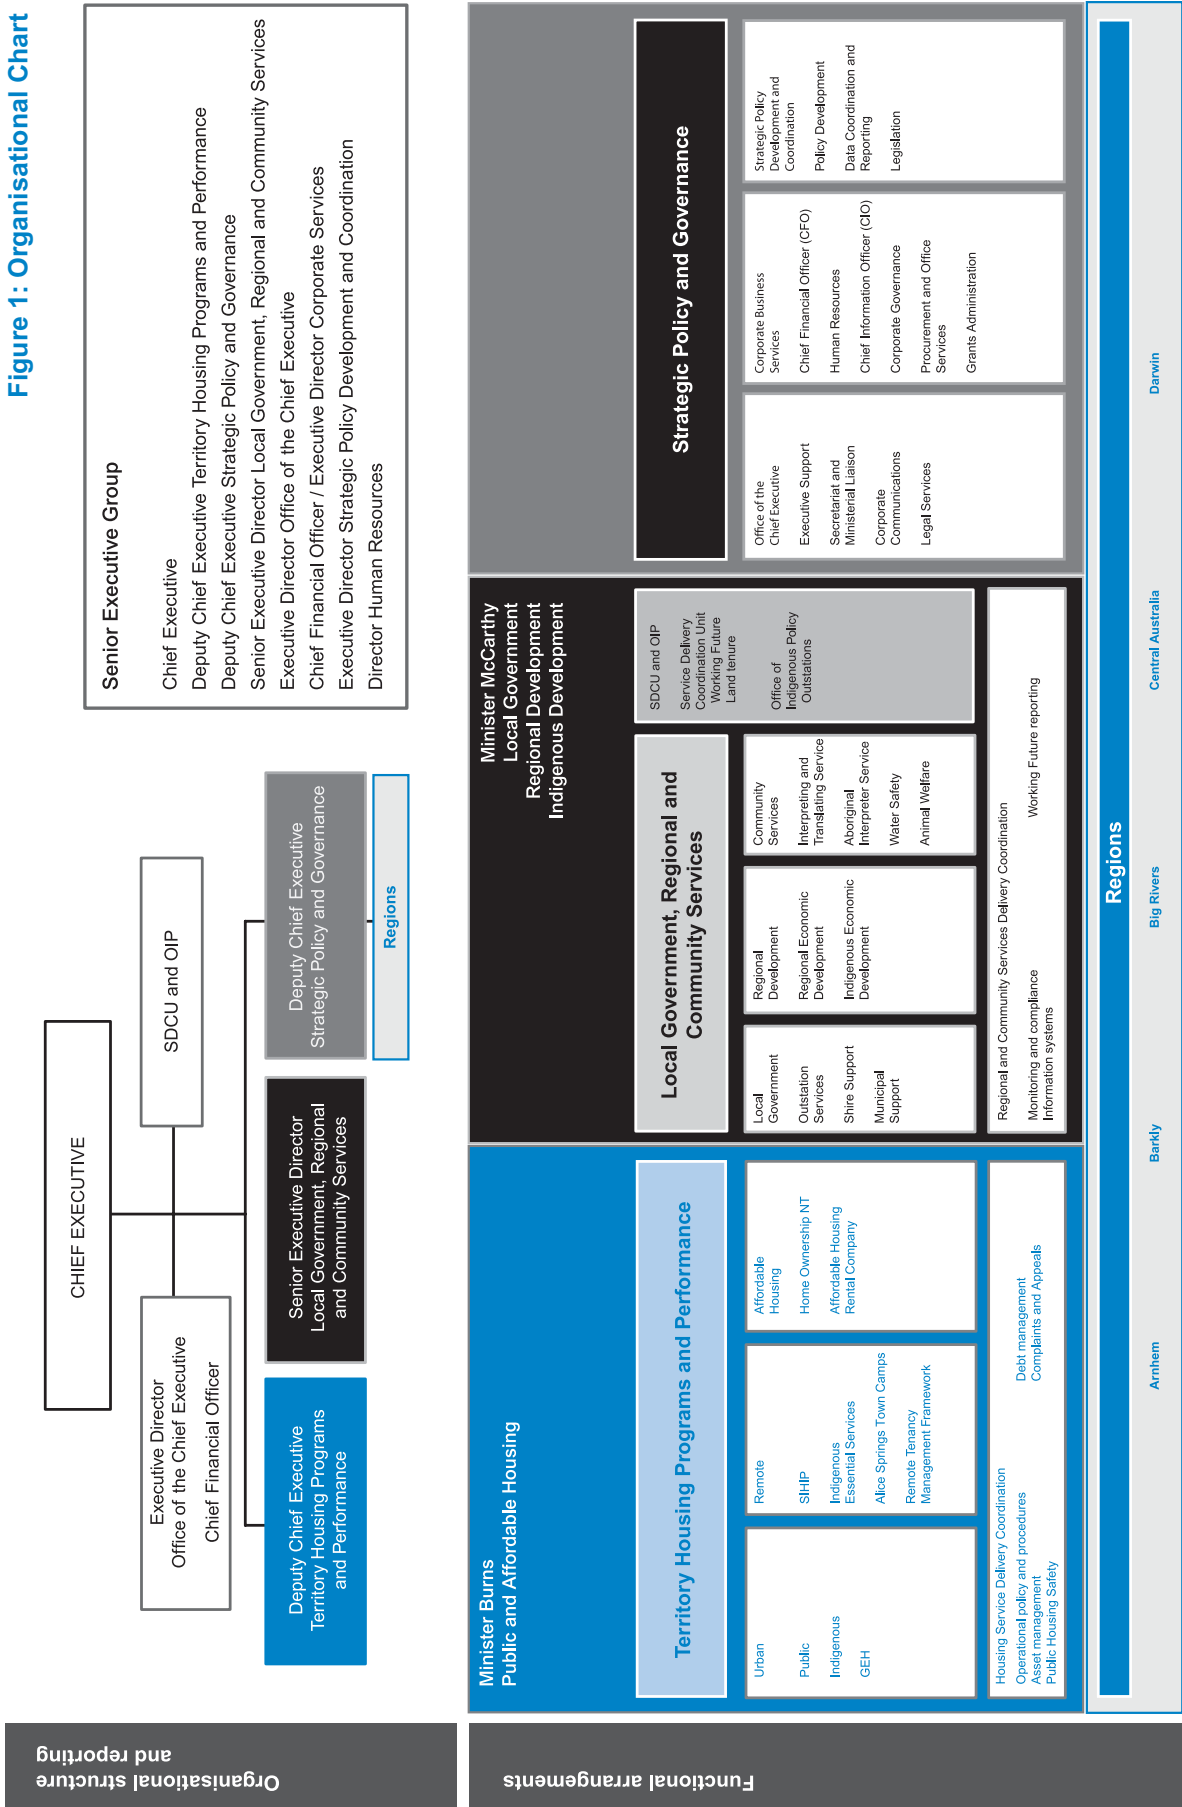 Figure 1: Organisational Chart
Organisational structure
and reporting
CHIEF EXECUTIVE
Executive Director
Office of the Chief Executive
Chief Financial Officer
SDCU and OIP
Deputy Chief Executive
Territory Housing Programs
and Performance
Senior Executive Director
Local Government, Regional
and Community Services
Deputy Chief Executive
Strategic Policy and Governance
Regions
Senior Executive Group
Chief Executive
Deputy Chief Executive Territory Housing Programs and Performance
Deputy Chief Executive Strategic Policy and Governance
Senior Executive Director Local Government, Regional and Community Services
Executive Director Office of the Chief Executive
Chief Financial Officer / Executive Director Corporate Services
Executive Director Strategic Policy Development and Coordination
Director Human Resources
Functional arrangements
Minister Burns
Public and Affordable Housing
Territory Housing Programs and Performance
Urban
Public
Indigenous
GEH
Remote
SIHIP
Indigenous
Essential Services
Alice Springs Town Camps
Remote Tenancy
Management Framework
Affordable
Housing
Home Ownership NT
Affordable Housing
Rental Company
Housing Service Delivery Coordination
Operational policy and procedures
Asset management
Public Housing Safety
Debt management
Complaints and Appeals
Minister McCarthy
Local Government
Regional Development
Indigenous Development
Local Government, Regional and
Community Services
Local
Government
Outstation
Services
Shire Support
Municipal
Support
Regional
Development
Regional Economic
Development
Indigenous Economic
Development
Community
Services
Interpreting and
Translating Service
Aboriginal
Interpreter Service
Water Safety
Animal Welfare
SDCU and OIP
Service Delivery
Coordination Unit
Working Future
Land tenure
Office of
Indigenous Policy
Outstations
Regional and Community Services Delivery Coordination
Monitoring and compliance
Information systems
Working Future reporting
Strategic Policy and Governance
Office of the
Chief Executive
Executive Support
Secretariat and
Ministerial Liaison
Corporate
Communications
Legal Services
Corporate Business
Services
Chief Financial Officer (CFO)
Human Resources
Chief Information Officer (CIO)
Corporate Governance
Procurement and Office
Services
Grants Administration
Strategic Policy
Development and
Coordination
Policy Development
Data Coordination and
Reporting
Legislation
Regions
Arnhem
Barkly
Big Rivers
Central Australia
Darwin